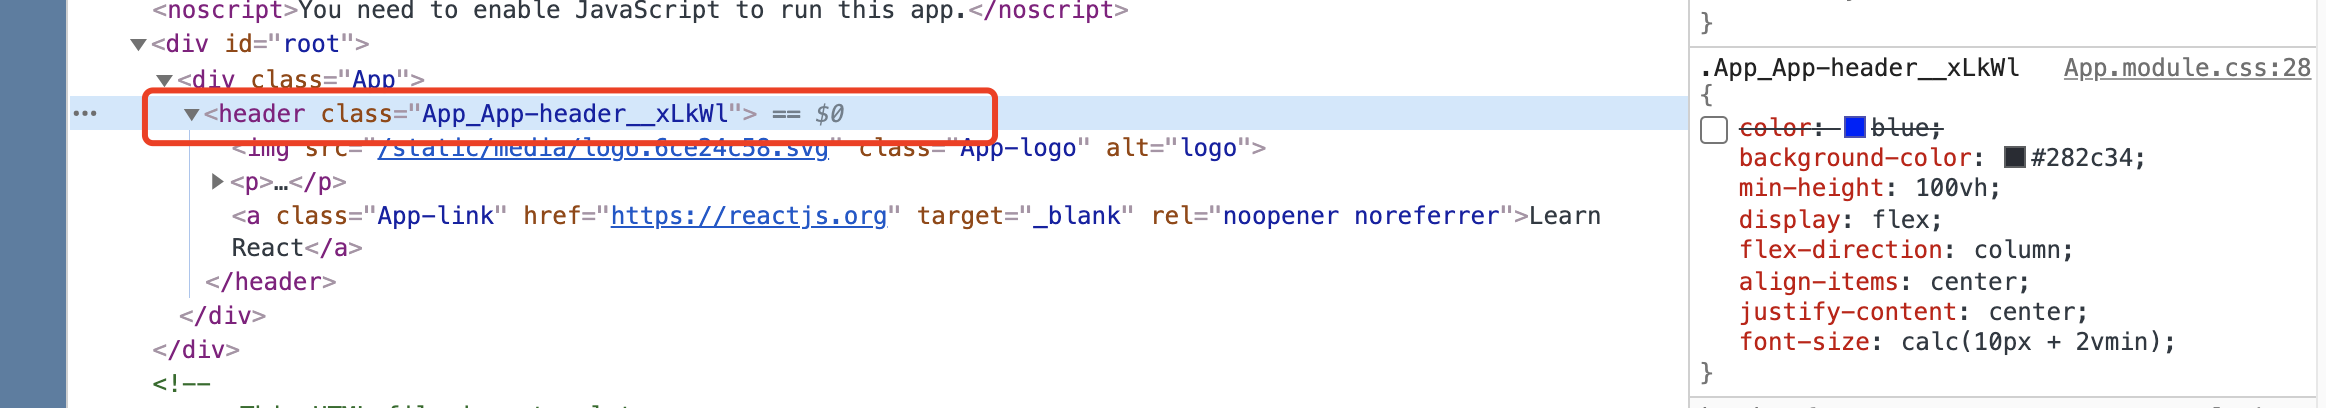 <noscript>You need to enable JavaScript to run this app.</noscript>
▼<div id="root">
▼<div class="App">
••• ▼<header class="App_App-header__xLkWl"> == $0
<img src="/static/media/logo.6ce24c58.svg" class="App-logo" alt="logo">
▶<p>…</p>
<a class="App-link" href="https://reactjs.org" target="_blank" rel="noopener noreferrer">Learn
React</a>
</header>
</div>
</div>
<!--
}
.App_App-header__xLkWl App.module.css:28
{
color: blue;
background-color: #282c34;
min-height: 100vh;
display: flex;
flex-direction: column;
align-items: center;
justify-content: center;
font-size: calc(10px + 2vmin);
}